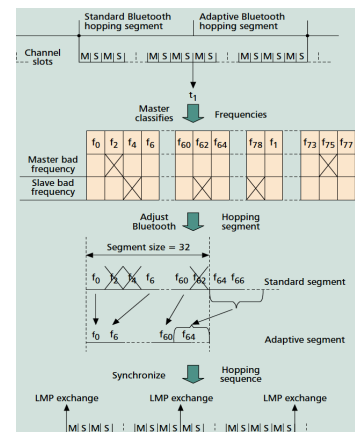 Standard Bluetooth Adaptive Bluetooth
hopping segment hopping segment
Channel
slots
M S M S M S M S M S M S M S M S
t1
Master
classifies Frequencies
f0 f2 f4 f6 f60 f62 f64 f78 f1 f73 f75 f77
Master bad
frequency
Slave bad
frequency
Adjust Hopping
Bluetooth segment
Segment size = 32
f0 f2 f4 f6 f60 f62 f64 f66 Standard segment
f0 f6 f60 f64 Adaptive segment
Synchronize Hopping
sequence
LMP exchange LMP exchange LMP exchange
M S M S M S M S M S M S M S M S